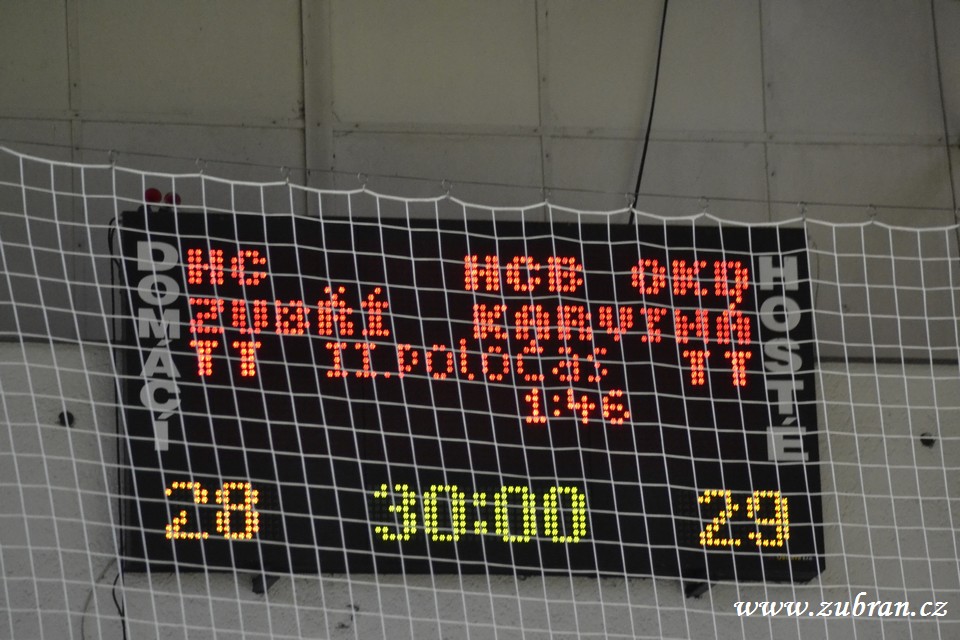 DOMÁCÍ
HC HCB OKD
ZUBŘÍ KARVINÁ
TT II.poločas TT
1:46
HOSTÉ
28 30:00 29
www.zubran.cz